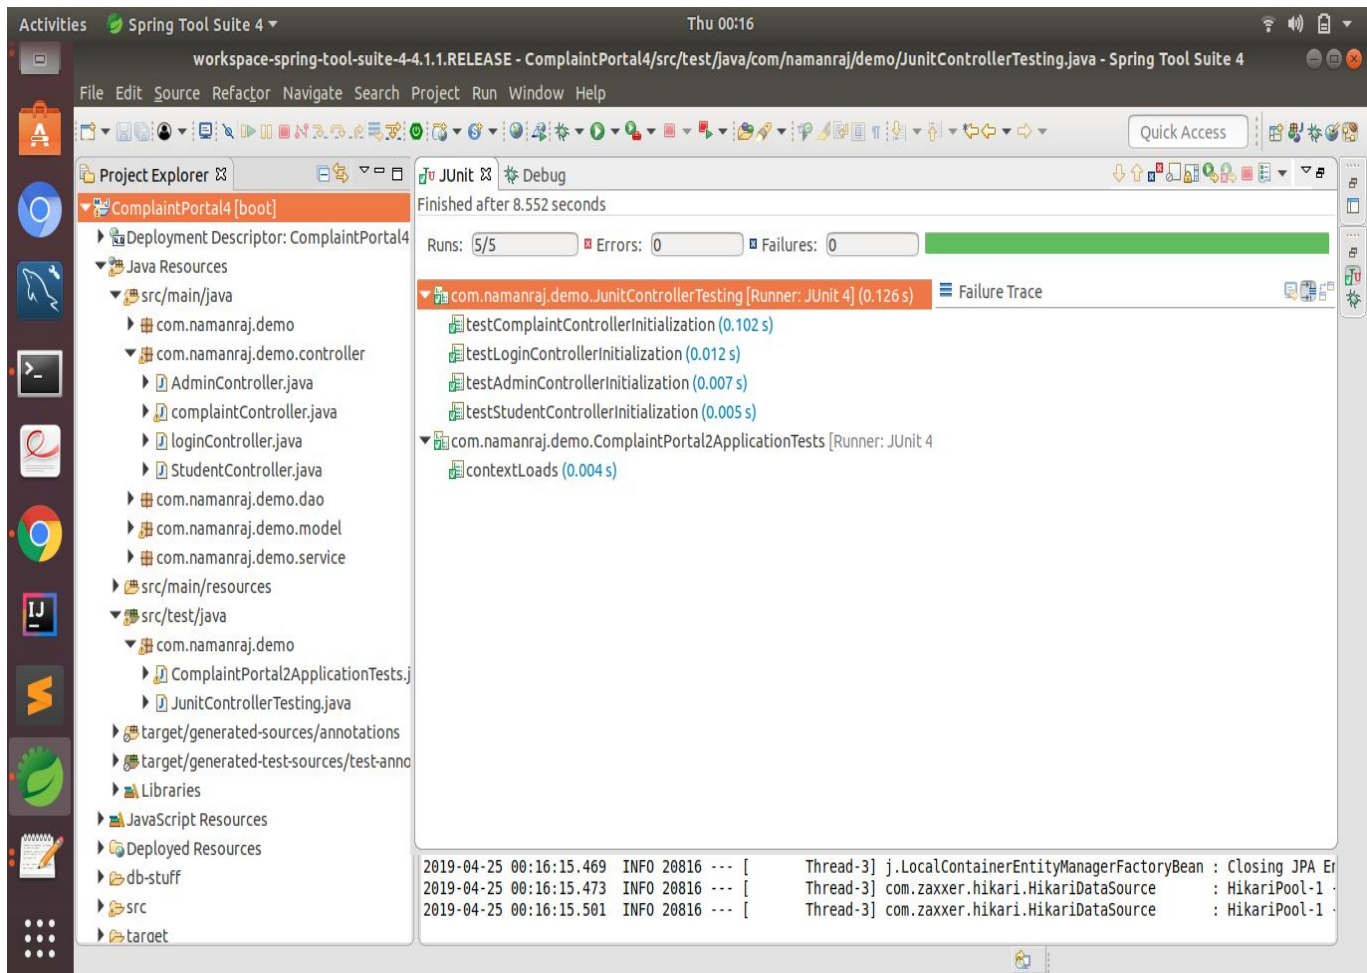 Activities Spring Tool Suite 4 Thu 00:16
workspace-spring-tool-suite-4-4.1.1.RELEASE - ComplaintPortal4/src/test/java/com/namanraj/demo/JunitControllerTesting.java - Spring Tool Suite 4
File Edit Source Refactor Navigate Search Project Run Window Help
Quick Access
Project Explorer
ComplaintPortal4 [boot]
Deployment Descriptor: ComplaintPortal4
Java Resources
src/main/java
com.namanraj.demo
com.namanraj.demo.controller
AdminController.java
complaintController.java
loginController.java
StudentController.java
com.namanraj.demo.dao
com.namanraj.demo.model
com.namanraj.demo.service
src/main/resources
src/test/java
com.namanraj.demo
ComplaintPortal2ApplicationTests.j
JunitControllerTesting.java
target/generated-sources/annotations
target/generated-test-sources/test-anno
Libraries
JavaScript Resources
Deployed Resources
db-stuff
src
target
JUnit Debug
Finished after 8.552 seconds
Runs: 5/5 Errors: 0 Failures: 0
com.namanraj.demo.JunitControllerTesting [Runner: JUnit 4] (0.126 s)
testComplaintControllerInitialization (0.102 s)
testLoginControllerInitialization (0.012 s)
testAdminControllerInitialization (0.007 s)
testStudentControllerInitialization (0.005 s)
com.namanraj.demo.ComplaintPortal2ApplicationTests [Runner: JUnit 4
contextLoads (0.004 s)
Failure Trace
2019-04-25 00:16:15.469 INFO 20816 --- [ Thread-3] j.LocalContainerEntityManagerFactoryBean : Closing JPA En
2019-04-25 00:16:15.473 INFO 20816 --- [ Thread-3] com.zaxxer.hikari.HikariDataSource : HikariPool-1 -
2019-04-25 00:16:15.501 INFO 20816 --- [ Thread-3] com.zaxxer.hikari.HikariDataSource : HikariPool-1 -